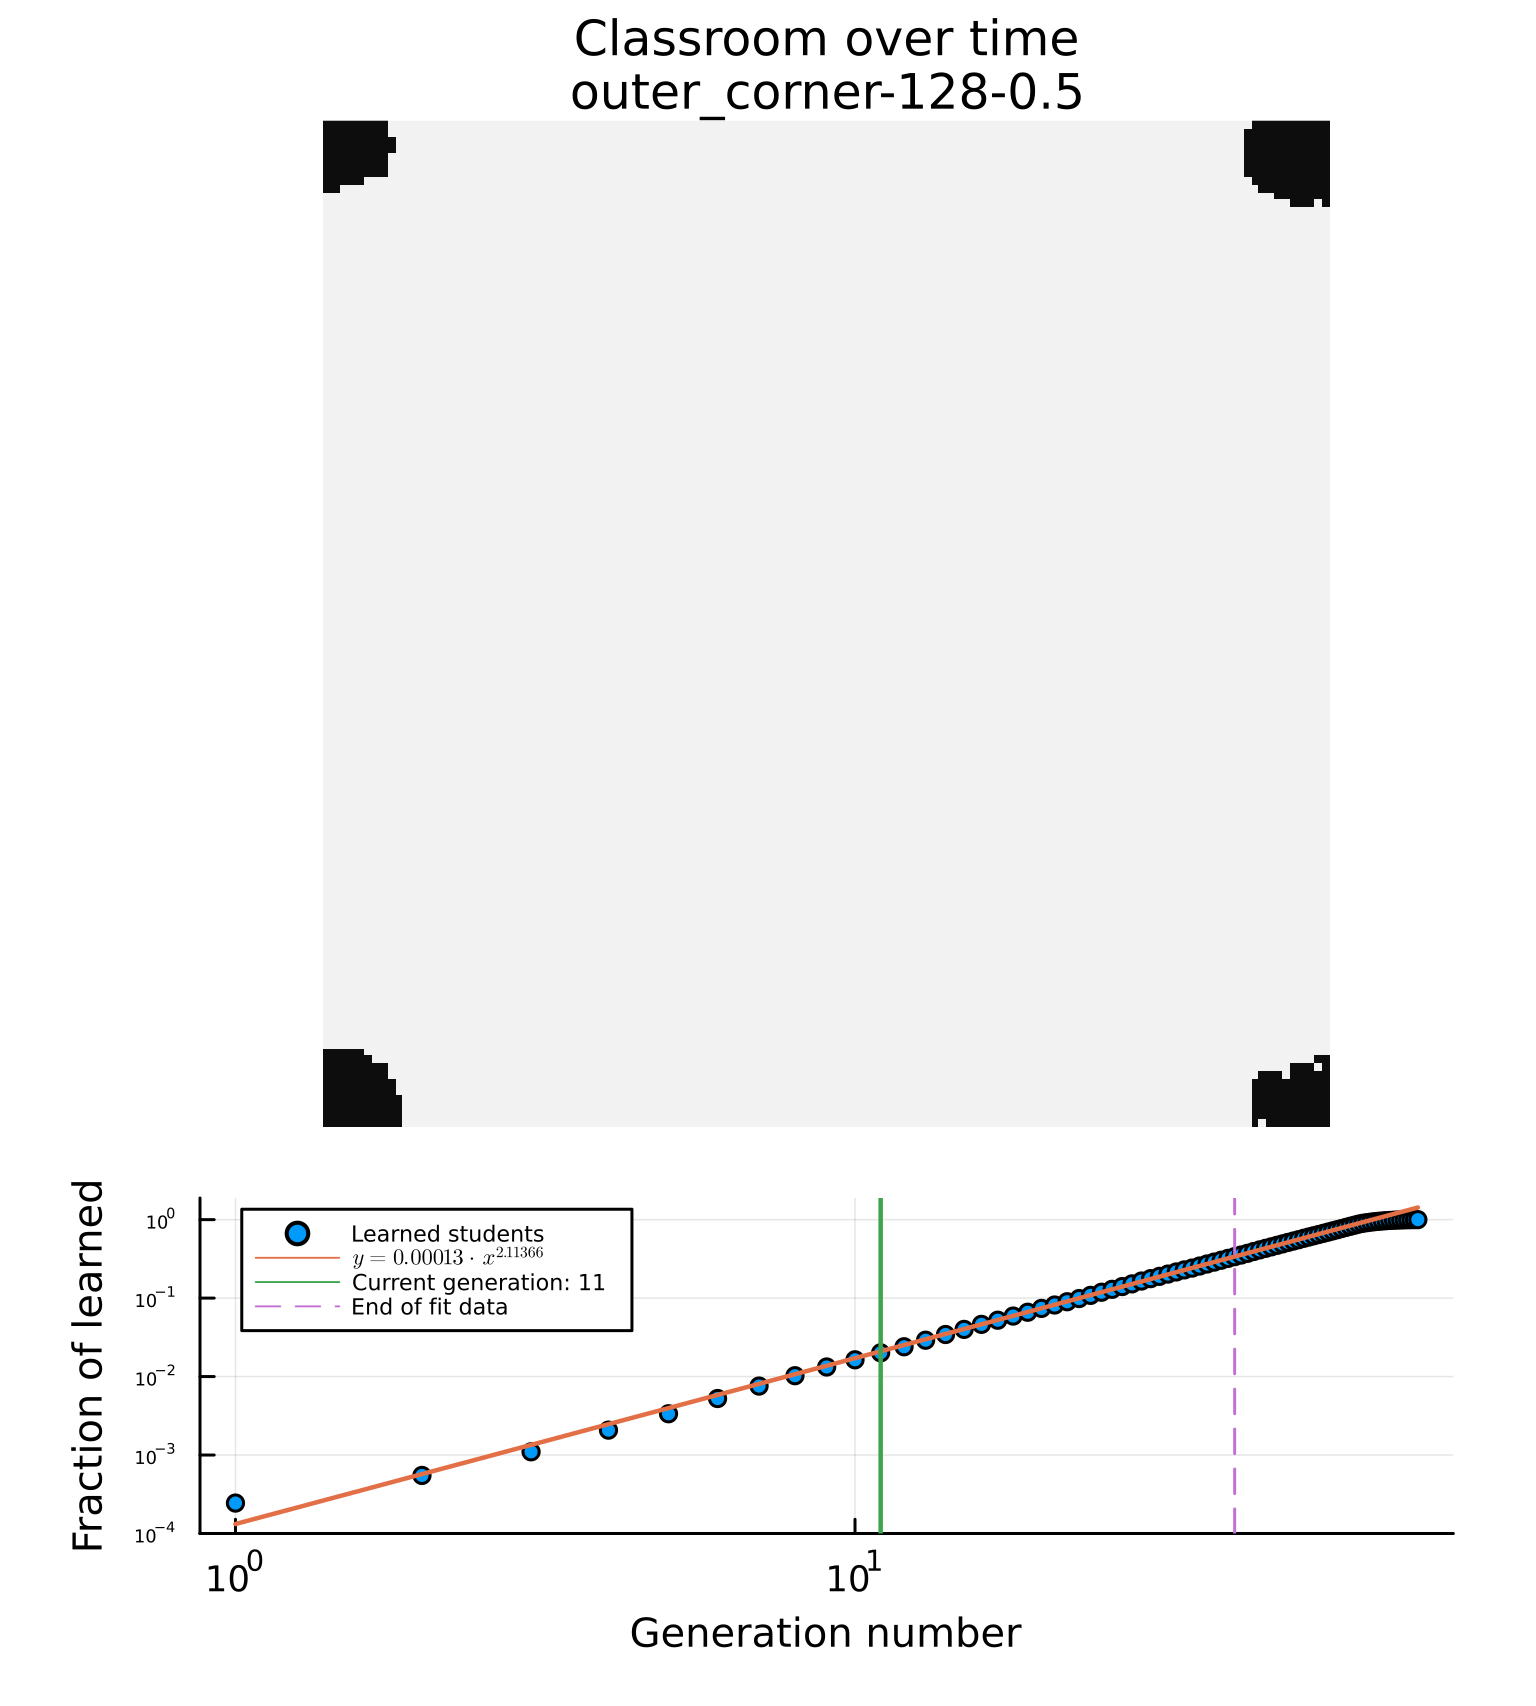 Classroom over time
outer_corner-128-0.5
Fraction of learned
10^0
10^-1
10^-2
10^-3
10^-4
Learned students
y = 0.00013 · x^2.11366
Current generation: 11
End of fit data
10^0
10^1
Generation number